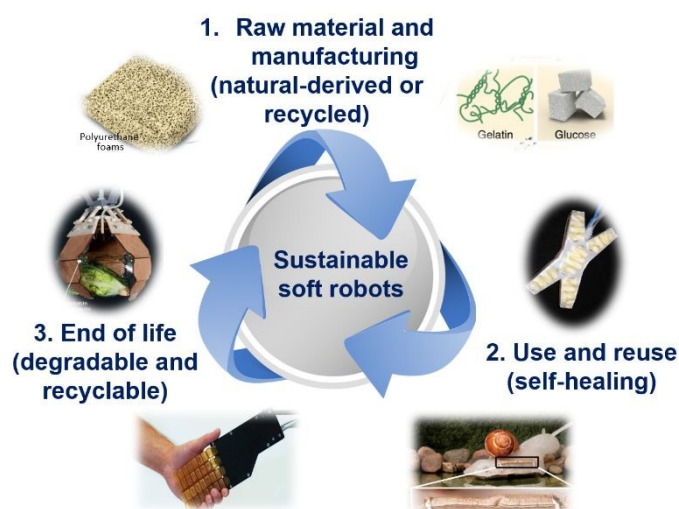 1. Raw material and
manufacturing
(natural-derived or
recycled)
Polyurethane
foams
Gelatin
Glucose
Sustainable
soft robots
3. End of life
(degradable and
recyclable)
2. Use and reuse
(self-healing)